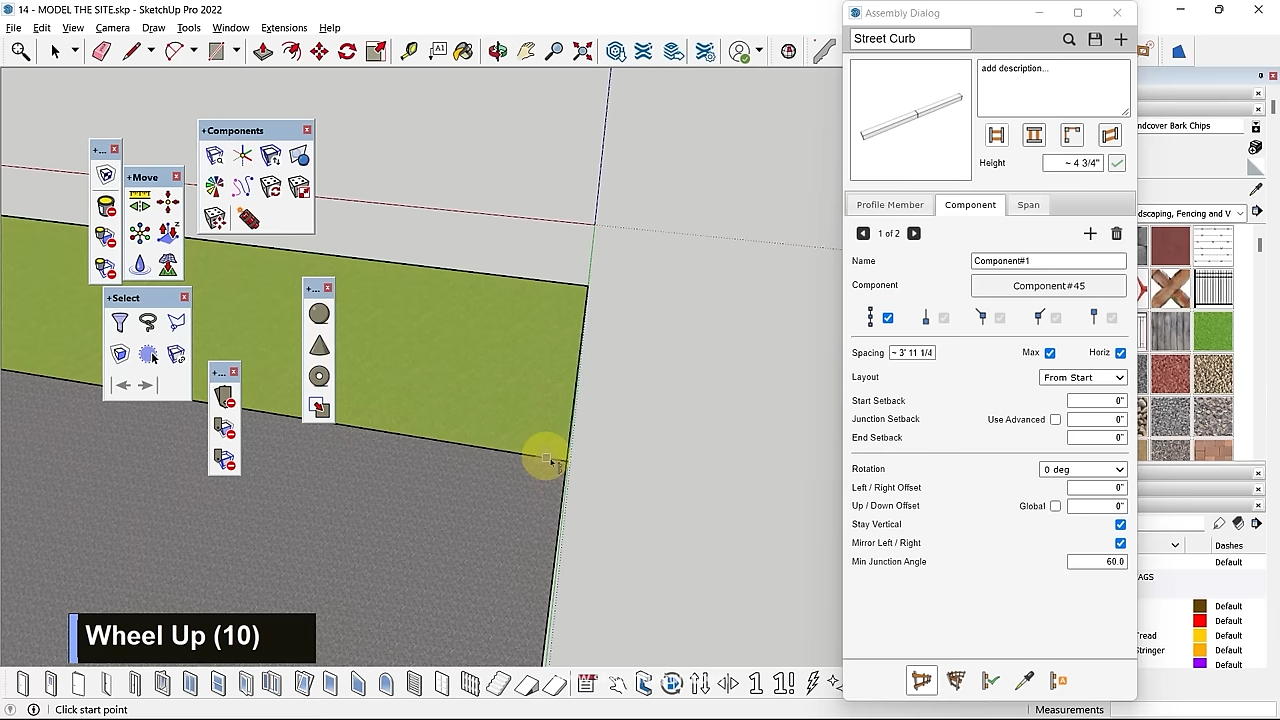 14 - MODEL THE SITE.skp - SketchUp Pro 2022
File Edit View Camera Draw Tools Window Extensions Help
Assembly Dialog
Street Curb
add description...
Height ~ 4 3/4"
Profile Member Component Span
1 of 2
Name Component#1
Component Component#45
Spacing ~ 3' 11 1/4 Max Horiz
Layout From Start
Start Setback 0"
Junction Setback Use Advanced 0"
End Setback 0"
Rotation 0 deg
Left / Right Offset 0"
Up / Down Offset Global 0"
Stay Vertical
Mirror Left / Right
Min Junction Angle 60.0
+...
+Move
+Components
+Select
+...
+...
ndcover Bark Chips
dscaping, Fencing and V
Dashes
Default
AGS
Default
Default
read Default
Stringer Default
Default
Wheel Up (10)
Click start point
Measurements